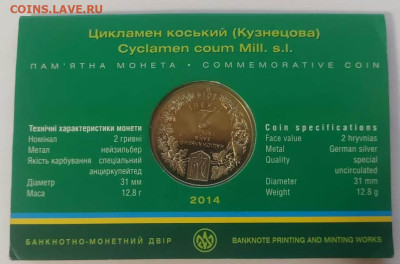 coins.lave.ru
Цикламен коський (Кузнецова)
Cyclamen coum Mill. s.l.
ПАМ'ЯТНА МОНЕТА • COMMEMORATIVE COIN
Технічні характеристики монети
Номінал 2 гривні
Метал нейзильбер
Якість карбування спеціальний
анциркулейтед
Діаметр 31 мм
Маса 12,8 г
Coin specifications
Face value 2 hryvnias
Metal German silver
Quality special
uncirculated
Diameter 31 mm
Weight 12.8 g
2014
БАНКНОТНО-МОНЕТНИЙ ДВІР
BANKNOTE PRINTING AND MINTING WORKS